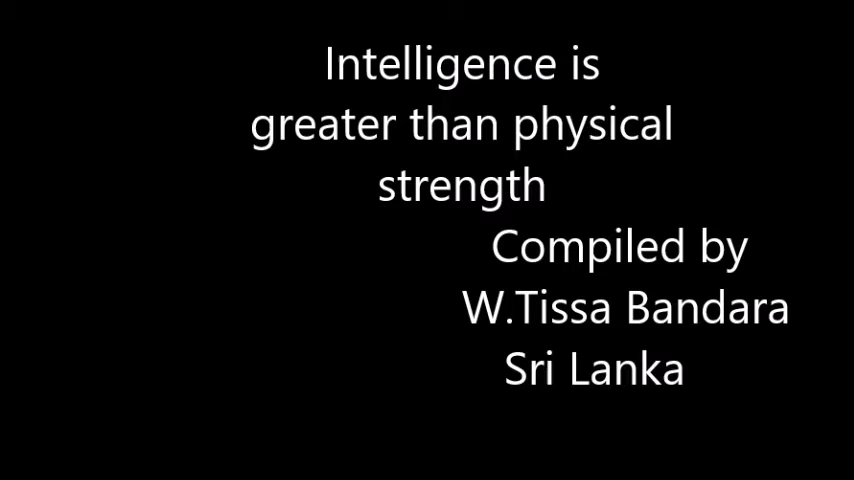 Intelligence is
greater than physical
strength
Compiled by
W.Tissa Bandara
Sri Lanka